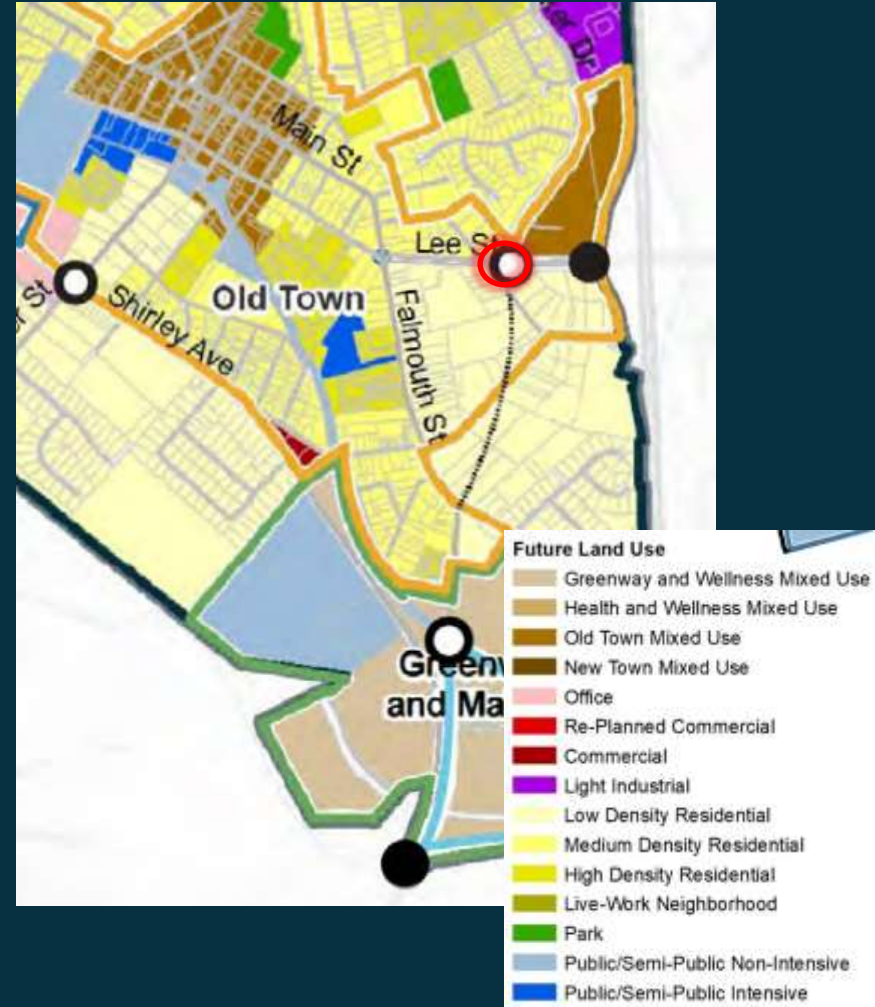 Main St
Lee St
Old Town
Shirley Ave
Falmouth St
Future Land Use
Greenway and Wellness Mixed Use
Health and Wellness Mixed Use
Old Town Mixed Use
New Town Mixed Use
Office
Re-Planned Commercial
Commercial
Light Industrial
Low Density Residential
Medium Density Residential
High Density Residential
Live-Work Neighborhood
Park
Public/Semi-Public Non-Intensive
Public/Semi-Public Intensive
and